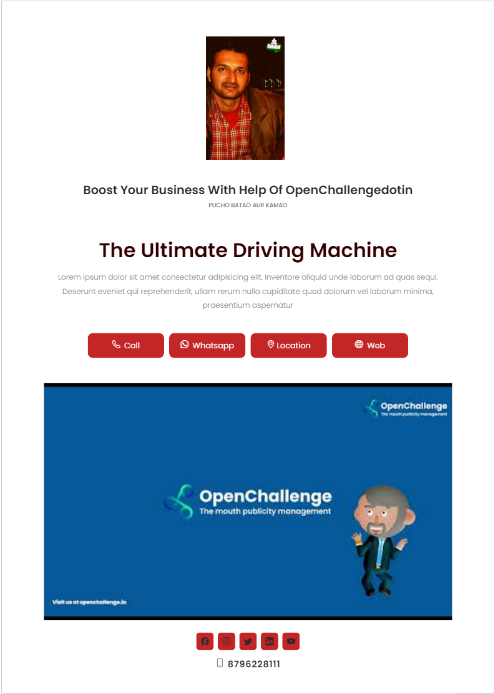 Boost Your Business With Help Of OpenChallengedotin
PUCHO BATAO AUR KAMAO
The Ultimate Driving Machine
Lorem ipsum dolor sit amet consectetur adipisicing elit. Inventore aliquid unde laborum ad quas sequi.
Deserunt eveniet qui reprehenderit, ullam rerum nulla cupiditate quod dolorum vel laborum minima,
praesentium aspernatur
Call Whatsapp Location Web
OpenChallenge
The mouth publicity management
OpenChallenge
The mouth publicity management
Visit us at openchallenge.in
8796228111